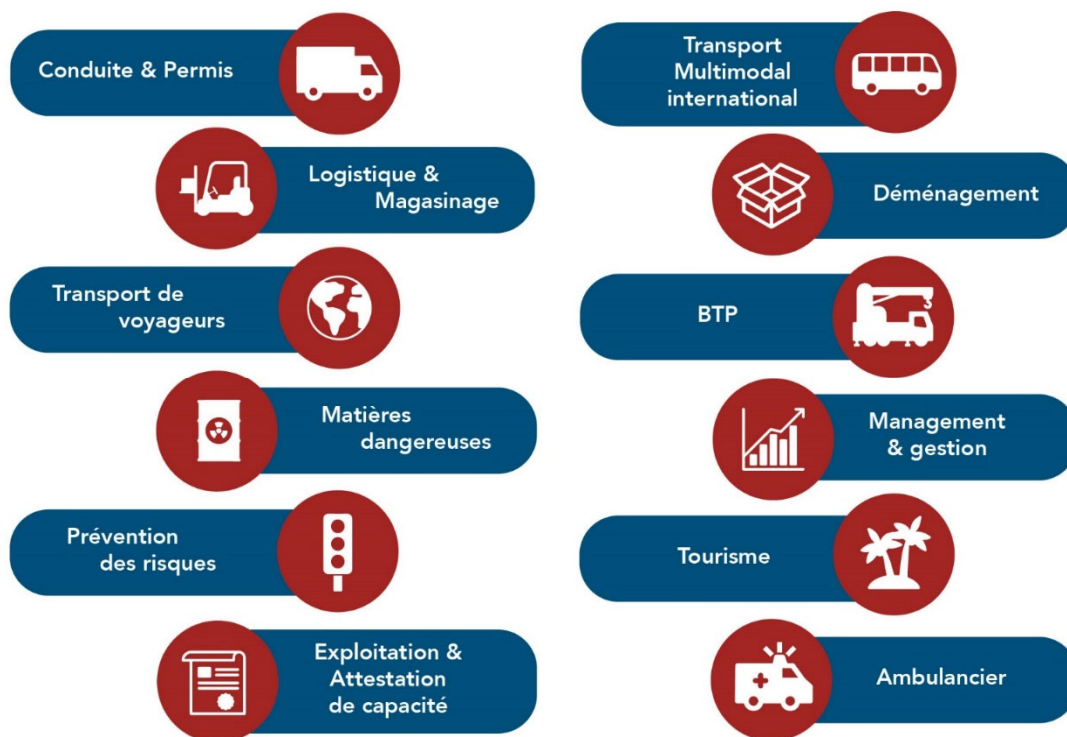 Conduite & Permis
Logistique &
Magasinage
Transport de
voyageurs
Matières
dangereuses
Prévention
des risques
Exploitation &
Attestation
de capacité
Transport
Multimodal
international
Déménagement
BTP
Management
& gestion
Tourisme
Ambulancier